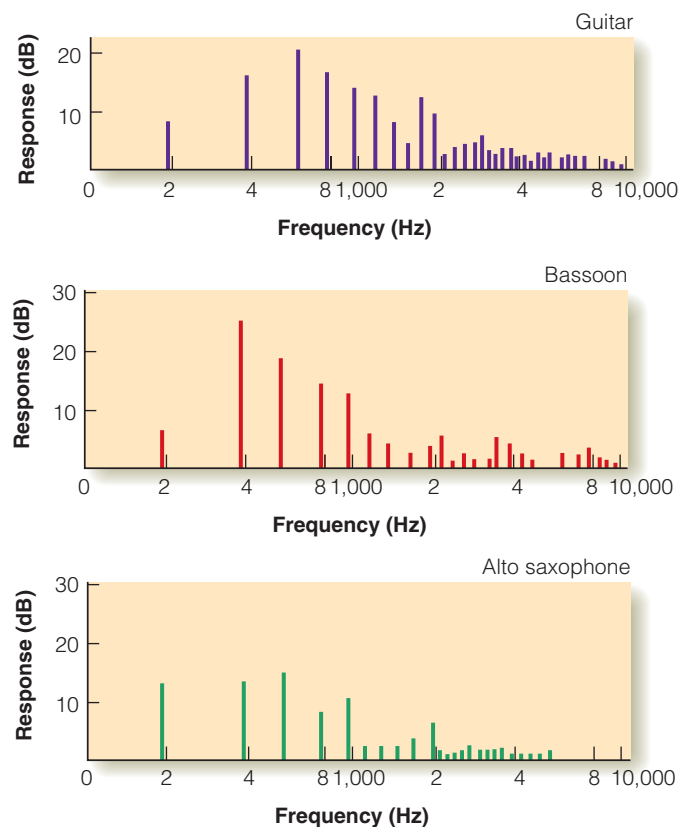 Guitar
Response (dB)
20
10
0 2 4 8 1,000 2 4 8 10,000
Frequency (Hz)
Bassoon
Response (dB)
30
20
10
0 2 4 8 1,000 2 4 8 10,000
Frequency (Hz)
Alto saxophone
Response (dB)
30
20
10
0 2 4 8 1,000 2 4 8 10,000
Frequency (Hz)